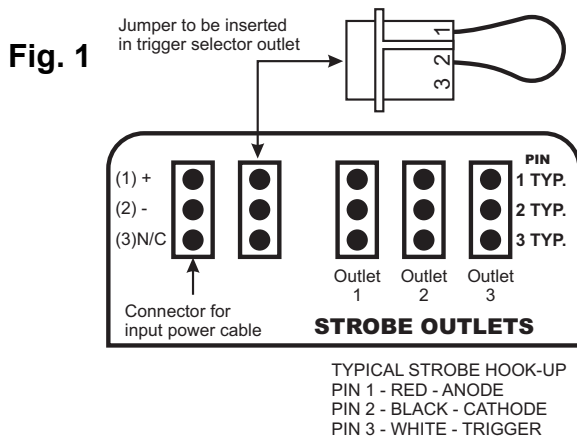 Fig. 1
Jumper to be inserted
in trigger selector outlet
1
2
3
PIN
(1) +
1 TYP.
(2) -
2 TYP.
(3)N/C
3 TYP.
Outlet
1
Outlet
2
Outlet
3
Connector for
input power cable
STROBE OUTLETS
TYPICAL STROBE HOOK-UP
PIN 1 - RED - ANODE
PIN 2 - BLACK - CATHODE
PIN 3 - WHITE - TRIGGER